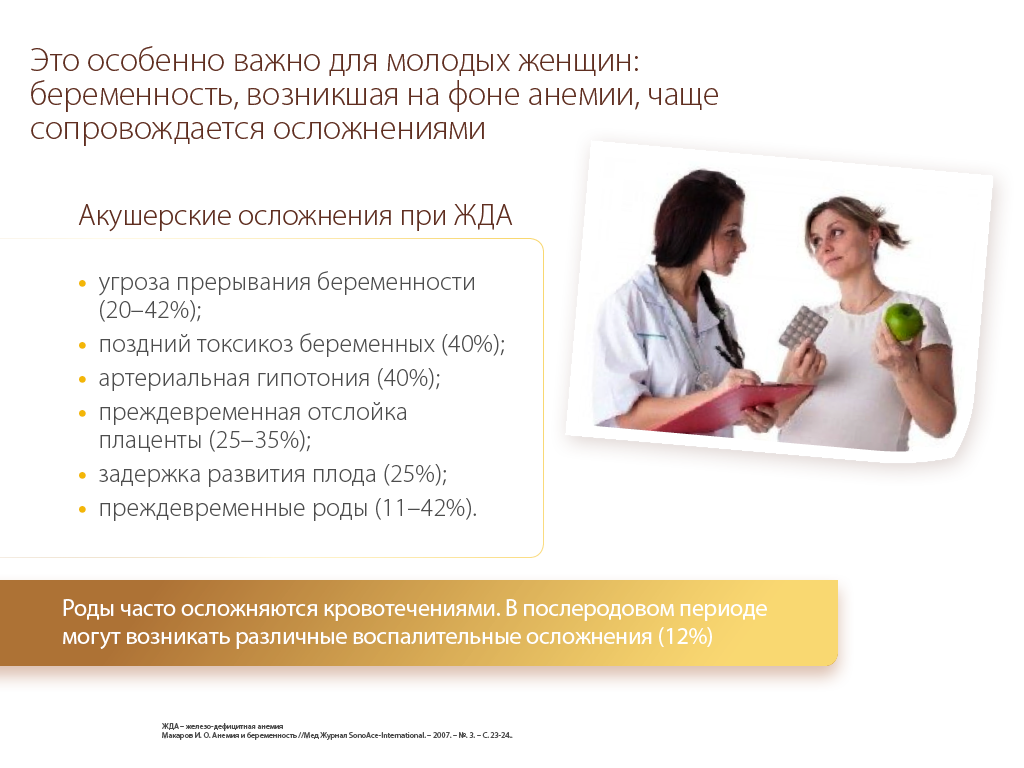 Это особенно важно для молодых женщин:
беременность, возникшая на фоне анемии, чаще
сопровождается осложнениями
Акушерские осложнения при ЖДА
• угроза прерывания беременности
(20–42%);
• поздний токсикоз беременных (40%);
• артериальная гипотония (40%);
• преждевременная отслойка
плаценты (25–35%);
• задержка развития плода (25%);
• преждевременные роды (11–42%).
Роды часто осложняются кровотечениями. В послеродовом периоде
могут возникать различные воспалительные осложнения (12%)
ЖДА – железо-дефицитная анемия
Макаров И. О. Анемия и беременность //Мед Журнал SonoAce-International. – 2007. – №. 3. – С. 23-24..